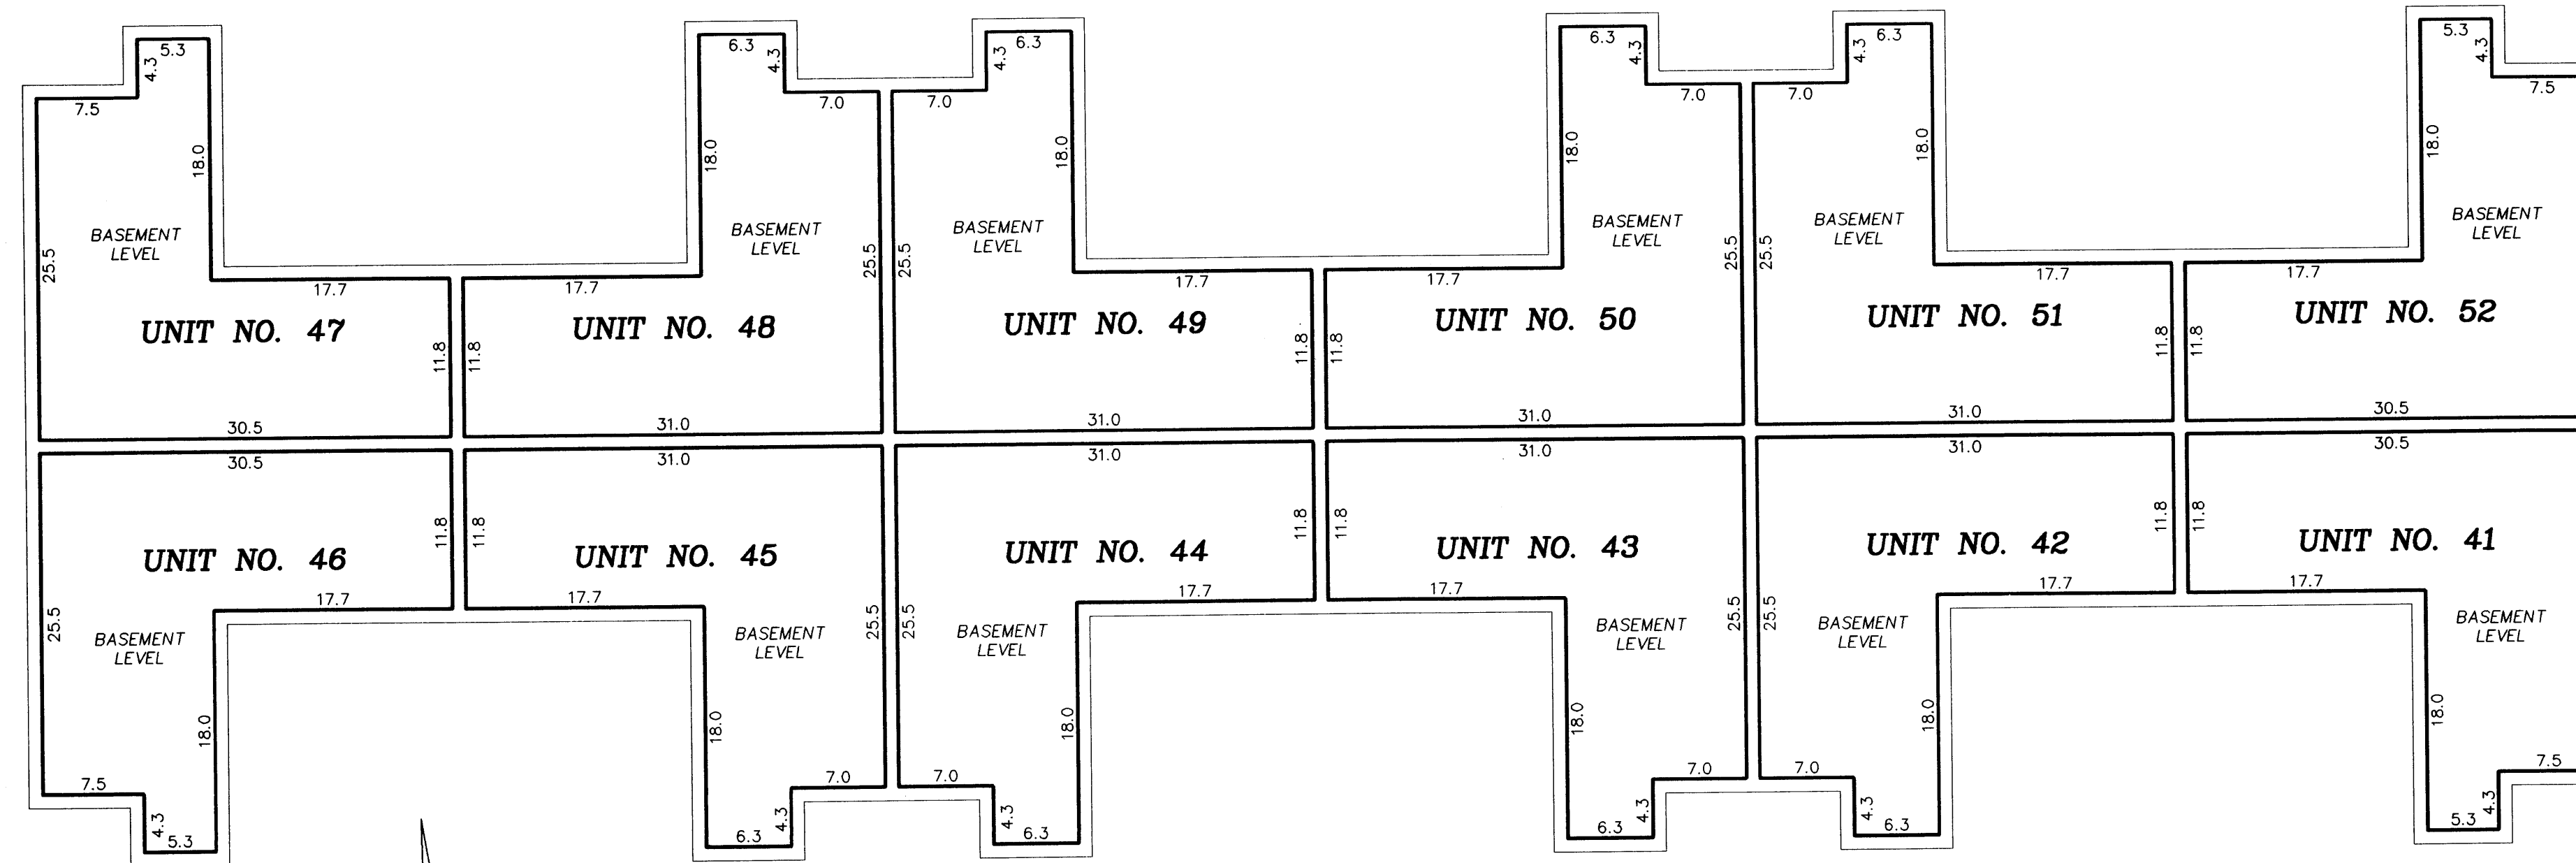 5.3 6.3 6.3 6.3 6.3 5.3
4.3 4.3 4.3 4.3 4.3 4.3
7.5 7.0 7.0 7.0 7.0 7.5
18.0 18.0 18.0 18.0 18.0 18.0
BASEMENT LEVEL
BASEMENT LEVEL
BASEMENT LEVEL
BASEMENT LEVEL
BASEMENT LEVEL
BASEMENT LEVEL
25.5 25.5 25.5 25.5 25.5
17.7 17.7 17.7 17.7 17.7 17.7
UNIT NO. 47
UNIT NO. 48
UNIT NO. 49
UNIT NO. 50
UNIT NO. 51
UNIT NO. 52
11.8 11.8 11.8 11.8 11.8 11.8
30.5 31.0 31.0 31.0 31.0 30.5
30.5 31.0 31.0 31.0 31.0 30.5
11.8 11.8 11.8 11.8 11.8 11.8
UNIT NO. 46
UNIT NO. 45
UNIT NO. 44
UNIT NO. 43
UNIT NO. 42
UNIT NO. 41
17.7 17.7 17.7 17.7 17.7 17.7
25.5 25.5 25.5 25.5 25.5
BASEMENT LEVEL
BASEMENT LEVEL
BASEMENT LEVEL
BASEMENT LEVEL
BASEMENT LEVEL
BASEMENT LEVEL
18.0 18.0 18.0 18.0 18.0 18.0
7.5 7.0 7.0 7.0 7.0 7.5
4.3 4.3 4.3 4.3 4.3 4.3
5.3 6.3 6.3 6.3 6.3 5.3